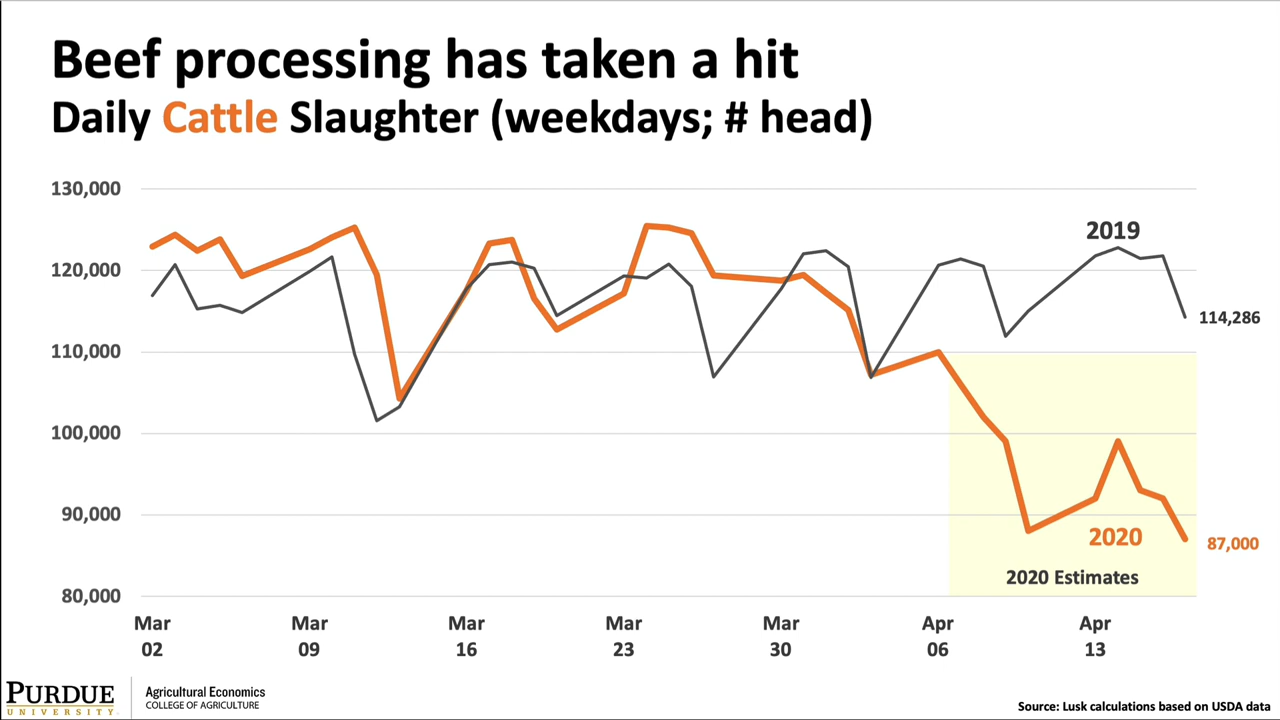 Beef processing has taken a hit
Daily Cattle Slaughter (weekdays; # head)
130,000
120,000
110,000
100,000
90,000
80,000
2019
114,286
2020
87,000
2020 Estimates
Mar 02
Mar 09
Mar 16
Mar 23
Mar 30
Apr 06
Apr 13
PURDUE
UNIVERSITY.
Agricultural Economics
COLLEGE OF AGRICULTURE
Source: Lusk calculations based on USDA data